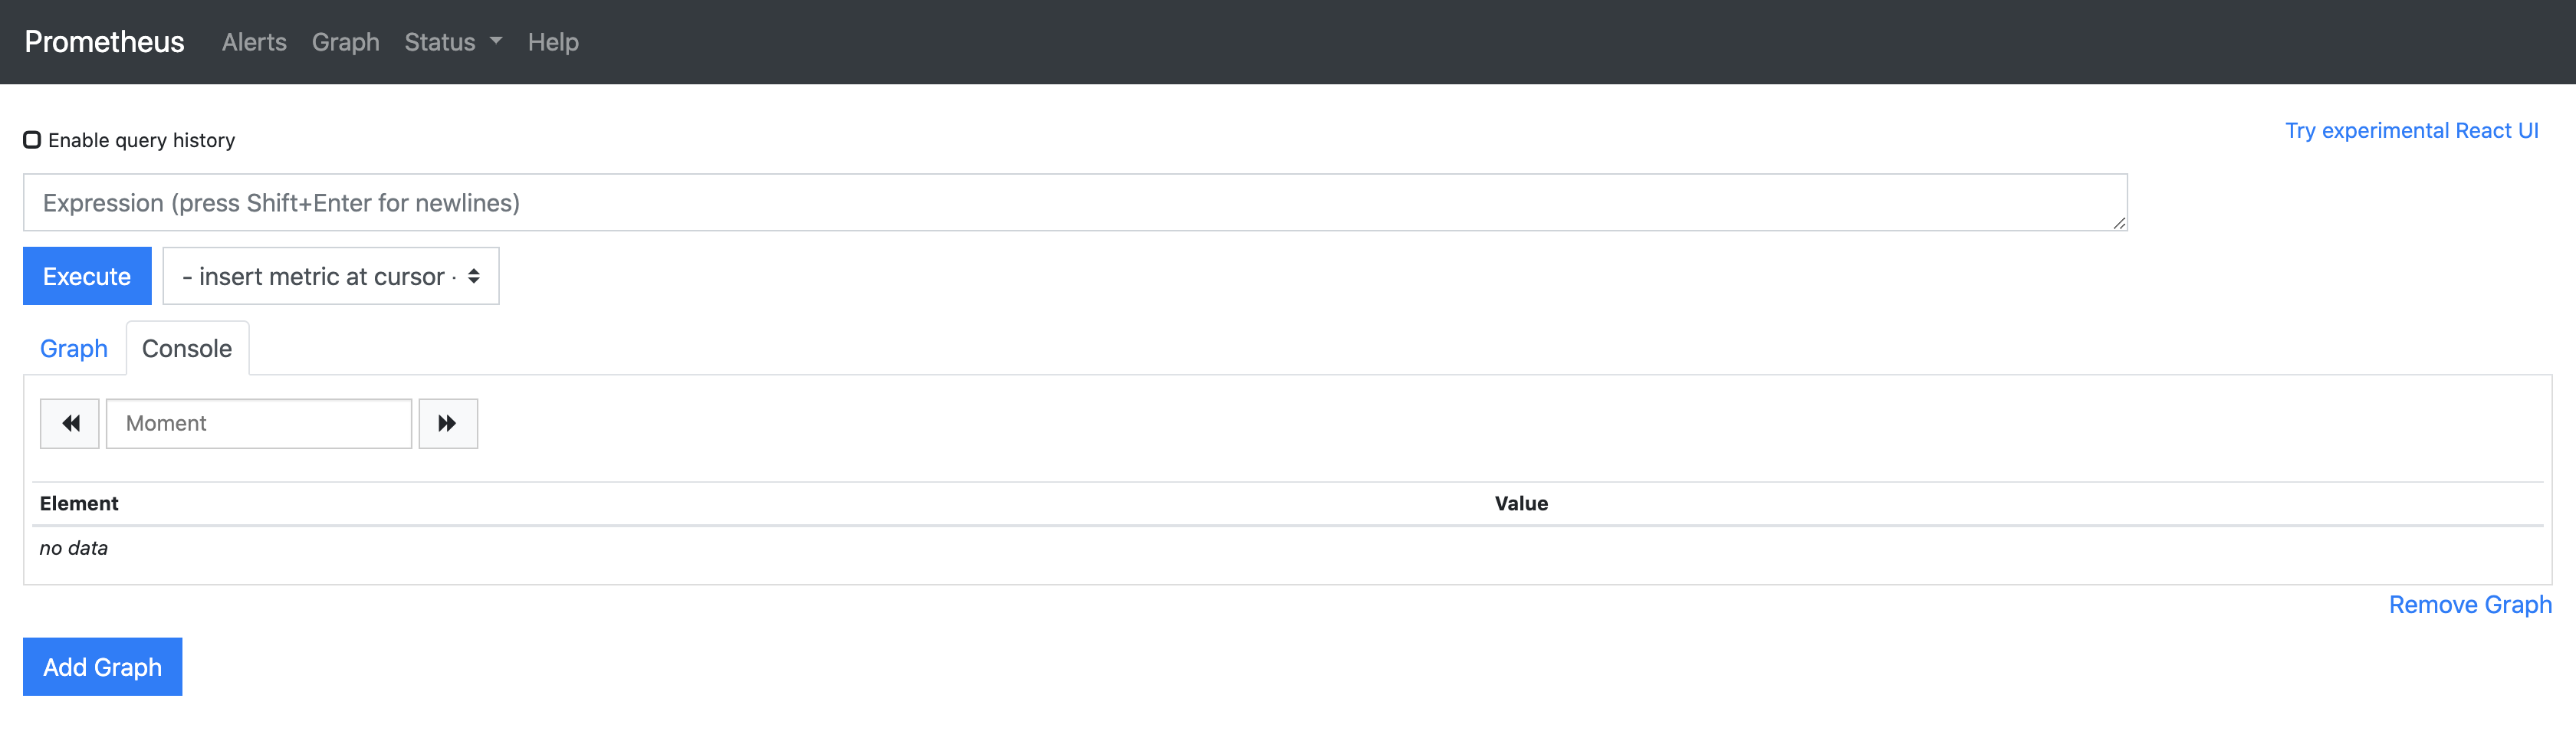 Prometheus Alerts Graph Status Help
Enable query history
Try experimental React UI
Expression (press Shift+Enter for newlines)
Execute
- insert metric at cursor -
Graph Console
Moment
Element Value
no data
Remove Graph
Add Graph